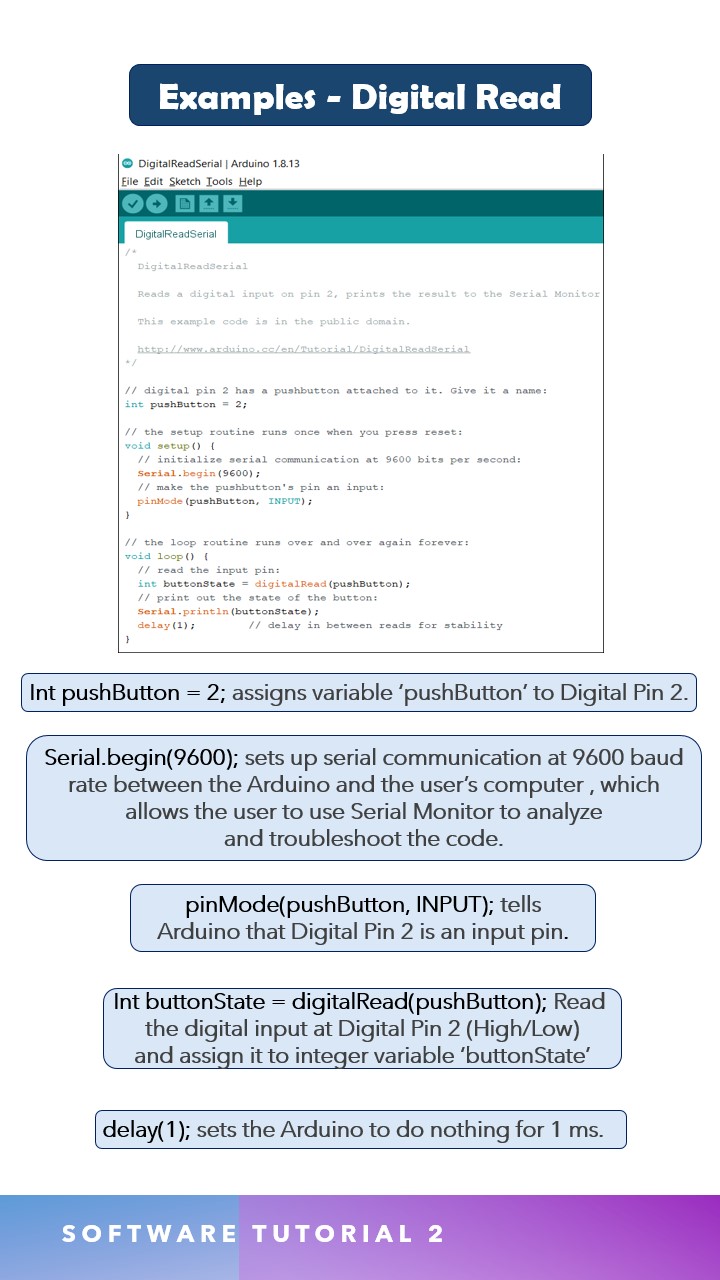 Examples - Digital Read
DigitalReadSerial | Arduino 1.8.13
File Edit Sketch Tools Help
DigitalReadSerial
/*
  DigitalReadSerial

  Reads a digital input on pin 2, prints the result to the Serial Monitor

  This example code is in the public domain.

  http://www.arduino.cc/en/Tutorial/DigitalReadSerial
*/

// digital pin 2 has a pushbutton attached to it. Give it a name:
int pushButton = 2;

// the setup routine runs once when you press reset:
void setup() {
  // initialize serial communication at 9600 bits per second:
  Serial.begin(9600);
  // make the pushbutton's pin an input:
  pinMode(pushButton, INPUT);
}

// the loop routine runs over and over again forever:
void loop() {
  // read the input pin:
  int buttonState = digitalRead(pushButton);
  // print out the state of the button:
  Serial.println(buttonState);
  delay(1);        // delay in between reads for stability
}
Int pushButton = 2; assigns variable ‘pushButton’ to Digital Pin 2.
Serial.begin(9600); sets up serial communication at 9600 baud
rate between the Arduino and the user’s computer , which
allows the user to use Serial Monitor to analyze
and troubleshoot the code.
pinMode(pushButton, INPUT); tells
Arduino that Digital Pin 2 is an input pin.
Int buttonState = digitalRead(pushButton); Read
the digital input at Digital Pin 2 (High/Low)
and assign it to integer variable ‘buttonState’
delay(1); sets the Arduino to do nothing for 1 ms.
SOFTWARE TUTORIAL 2